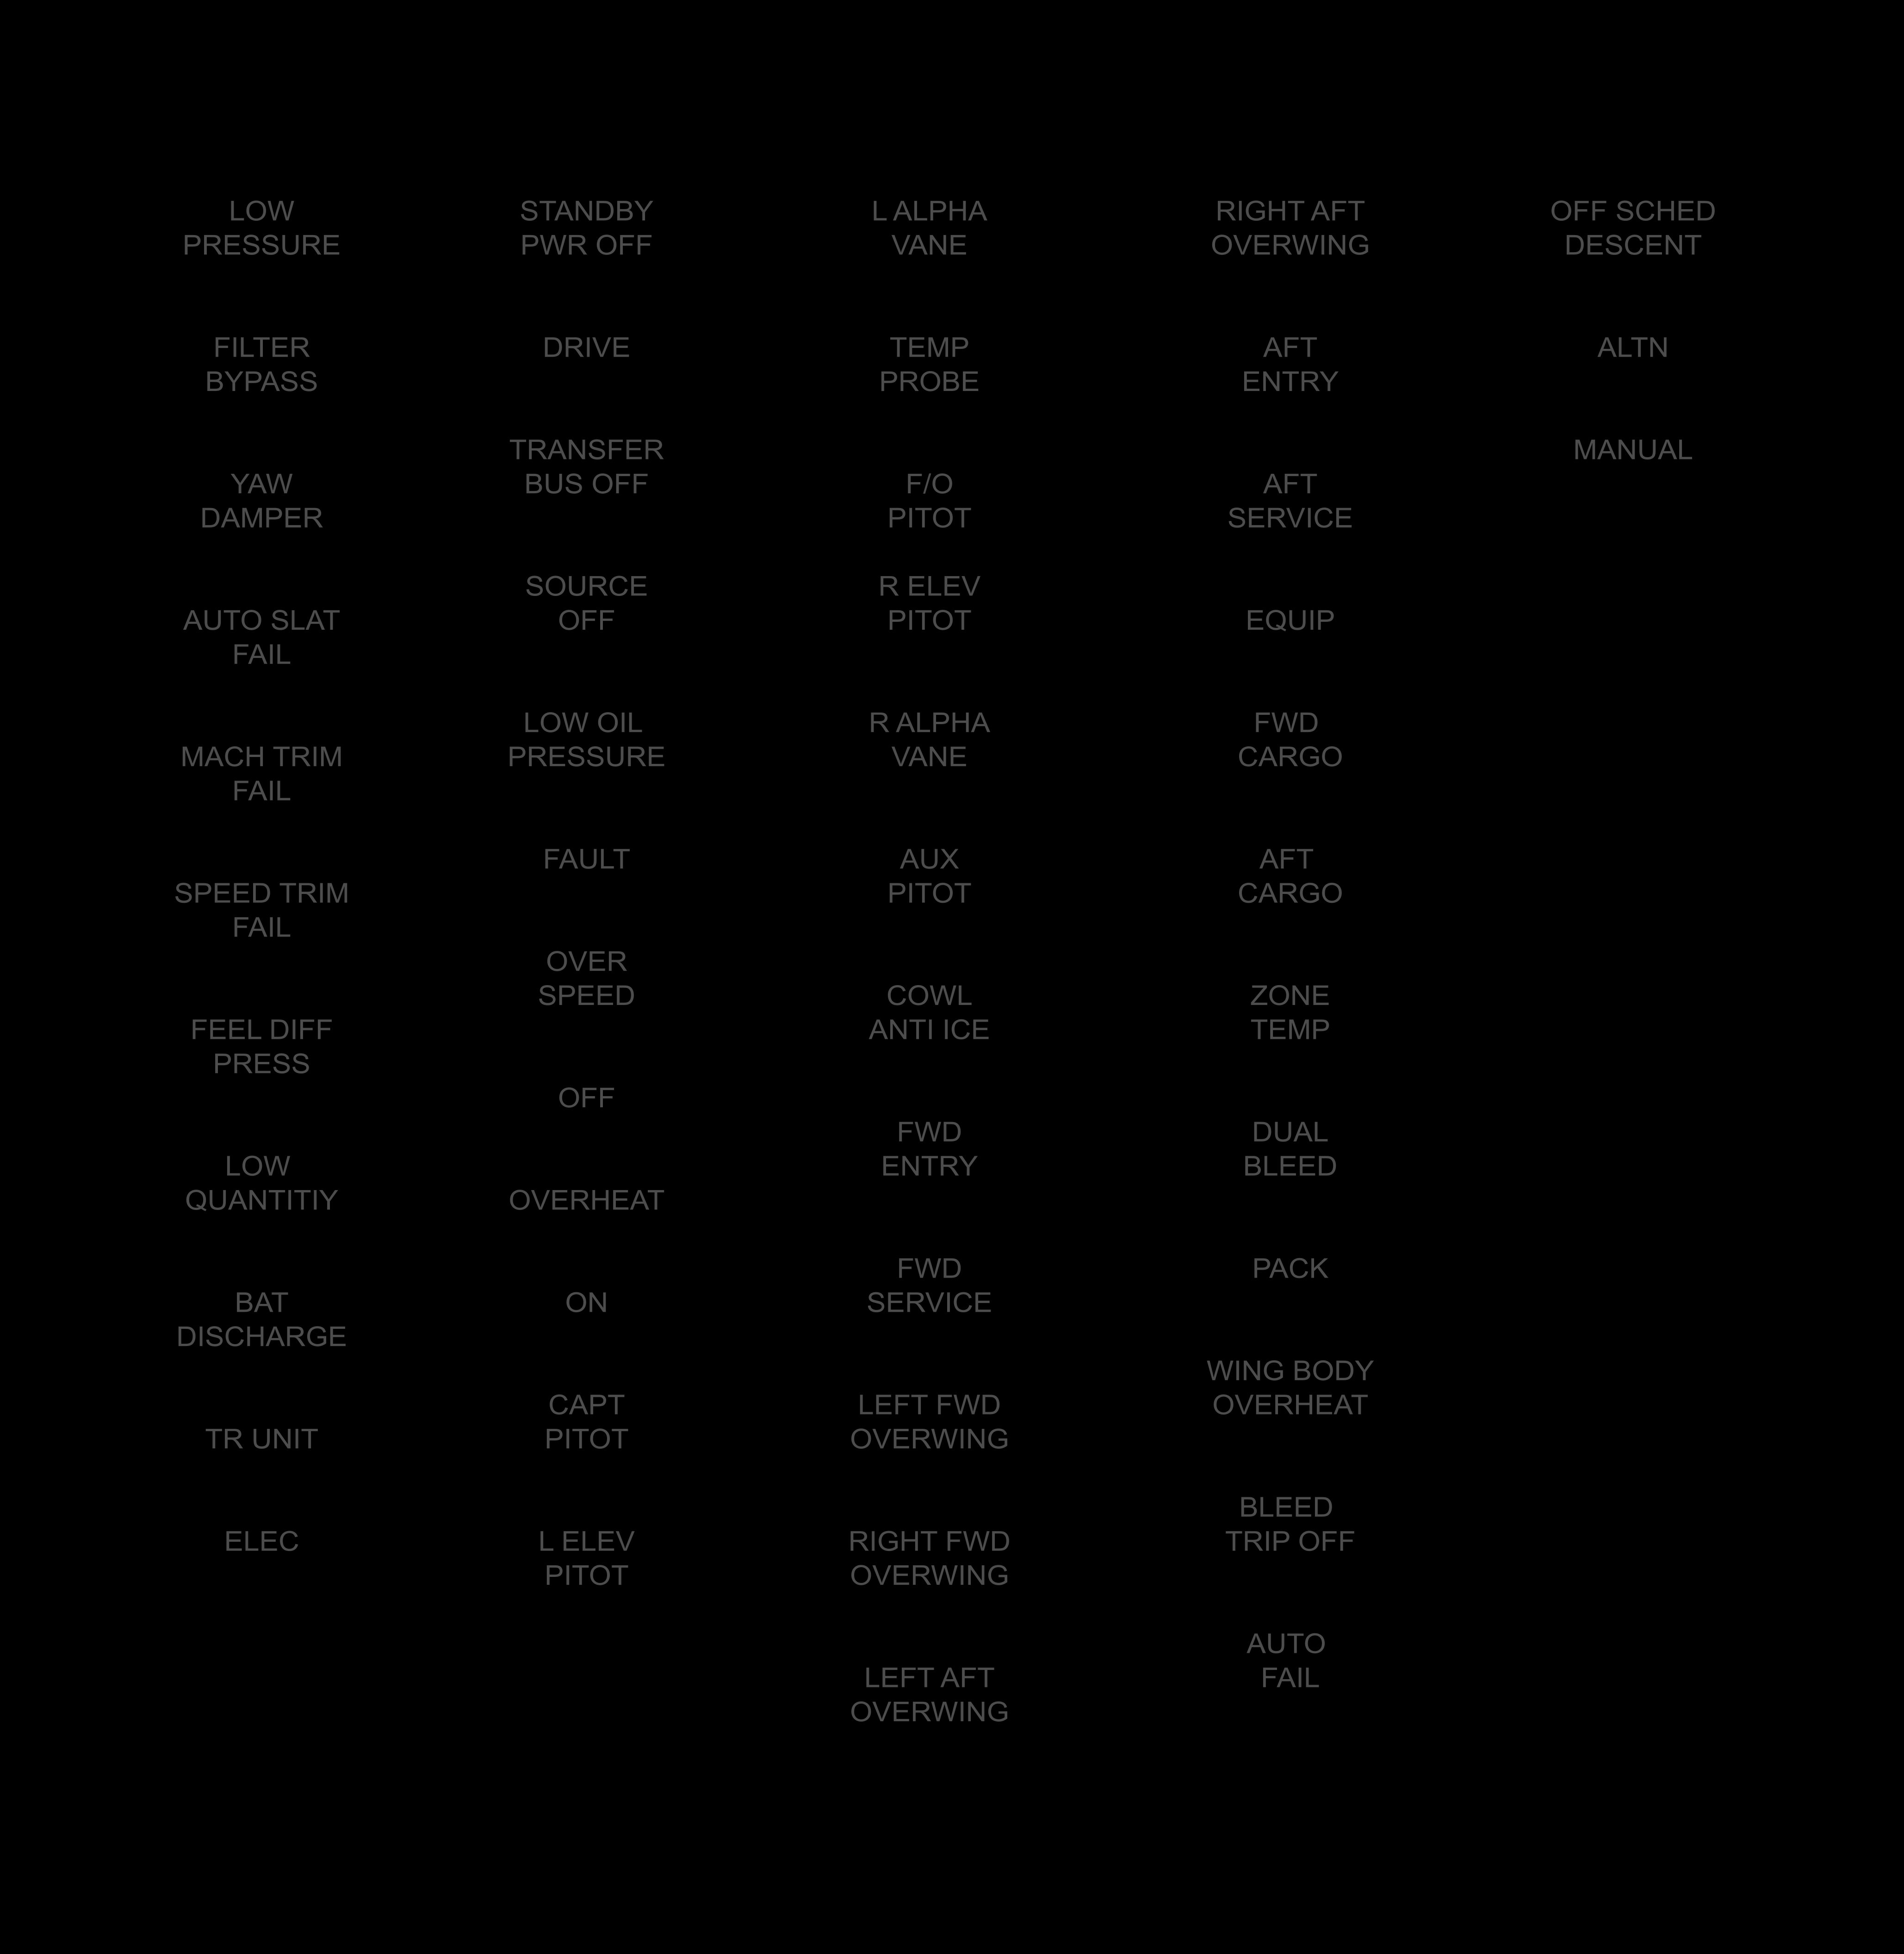 LOW
PRESSURE
FILTER
BYPASS
YAW
DAMPER
AUTO SLAT
FAIL
MACH TRIM
FAIL
SPEED TRIM
FAIL
FEEL DIFF
PRESS
LOW
QUANTITIY
BAT
DISCHARGE
TR UNIT
ELEC
STANDBY
PWR OFF
DRIVE
TRANSFER
BUS OFF
SOURCE
OFF
LOW OIL
PRESSURE
FAULT
OVER
SPEED
OFF
OVERHEAT
ON
CAPT
PITOT
L ELEV
PITOT
L ALPHA
VANE
TEMP
PROBE
F/O
PITOT
R ELEV
PITOT
R ALPHA
VANE
AUX
PITOT
COWL
ANTI ICE
FWD
ENTRY
FWD
SERVICE
LEFT FWD
OVERWING
RIGHT FWD
OVERWING
LEFT AFT
OVERWING
RIGHT AFT
OVERWING
AFT
ENTRY
AFT
SERVICE
EQUIP
FWD
CARGO
AFT
CARGO
ZONE
TEMP
DUAL
BLEED
PACK
WING BODY
OVERHEAT
BLEED
TRIP OFF
AUTO
FAIL
OFF SCHED
DESCENT
ALTN
MANUAL